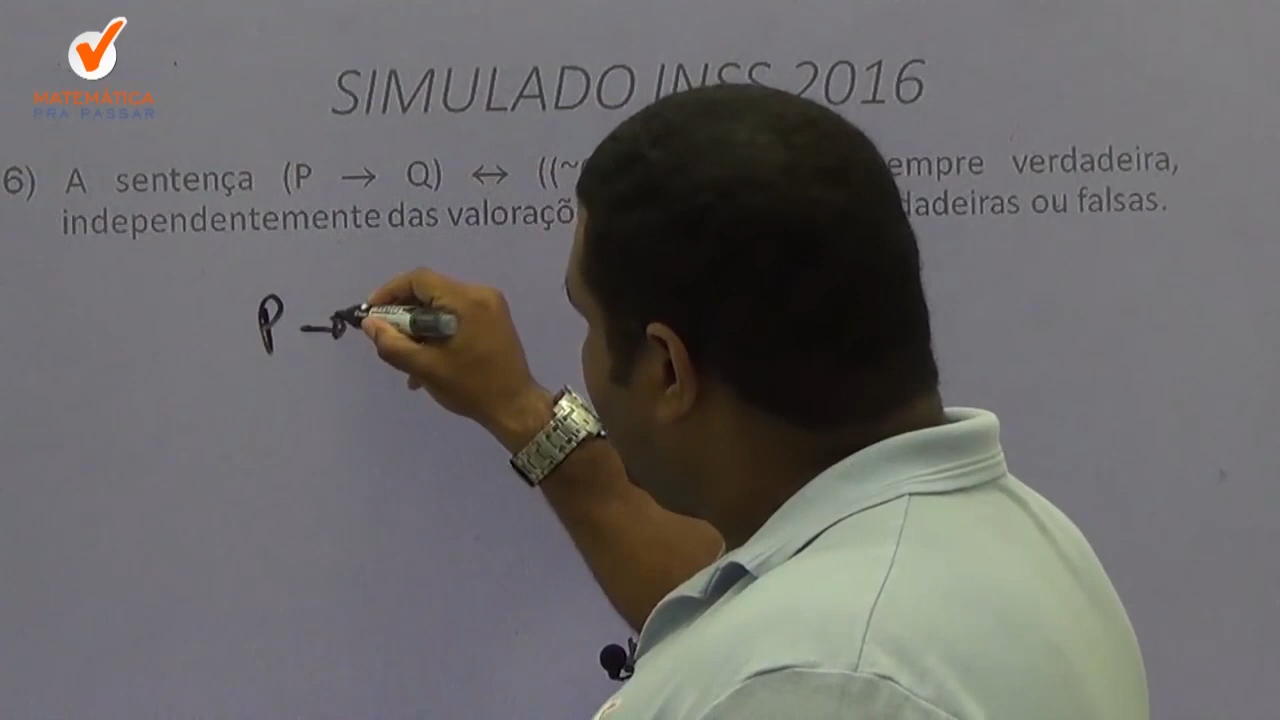 MATEMÁTICA
PRA PASSAR
SIMULADO INSS 2016
6) A sentença (P → Q) ↔ ((~ empre verdadeira,
independentemente das valoraçõ dadeiras ou falsas.
P →